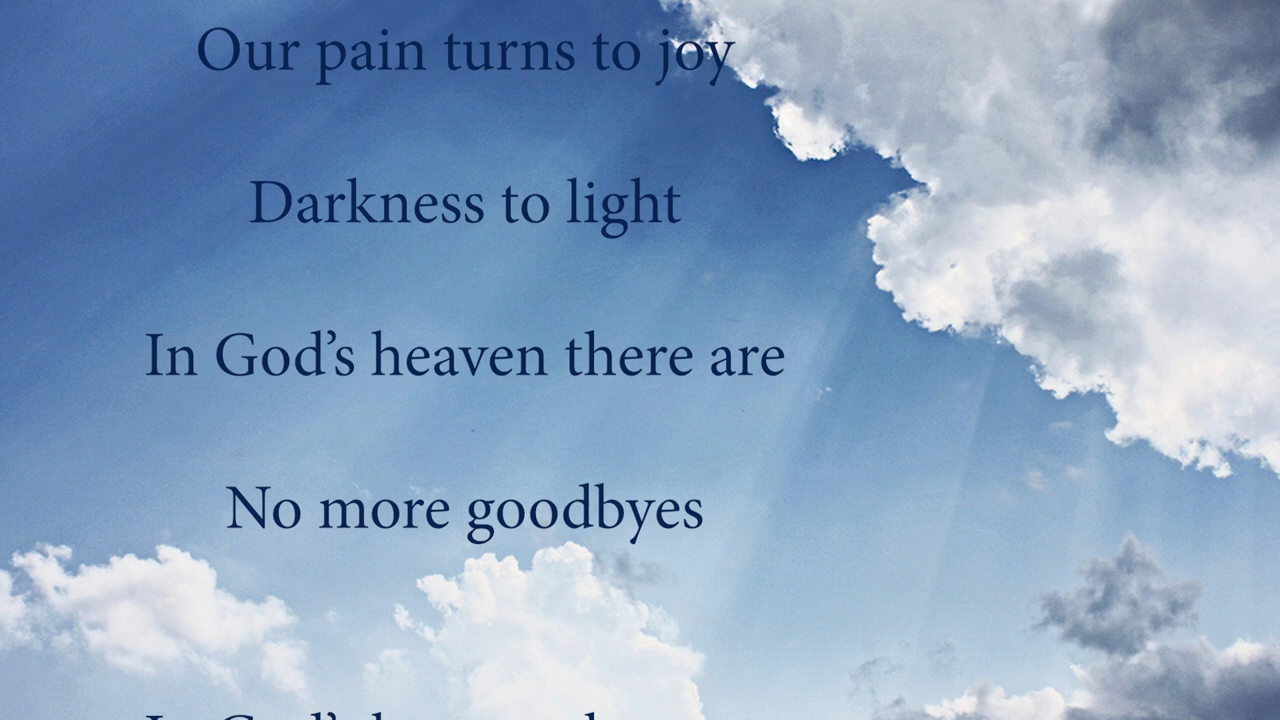 Our pain turns to joy
Darkness to light
In God’s heaven there are
No more goodbyes